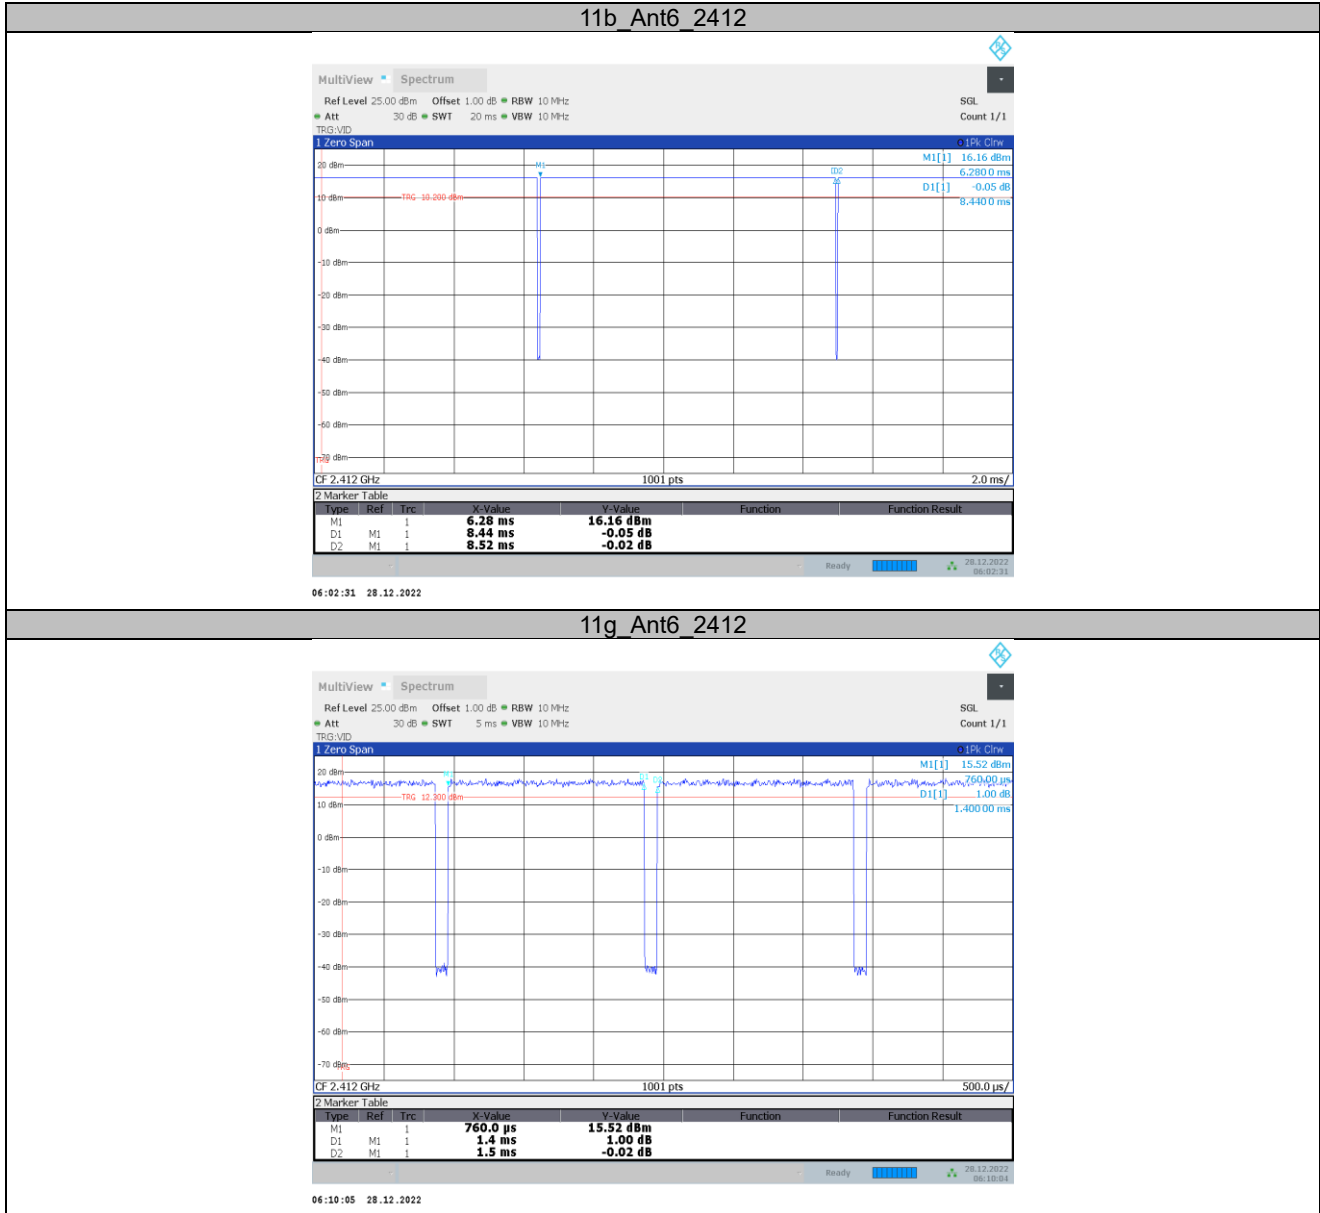 11b_Ant6_2412
MultiView Spectrum
Ref Level 25.00 dBm Offset 1.00 dB RBW 10 MHz SGL
Att 30 dB SWT 20 ms VBW 10 MHz Count 1/1
TRG:VID
1 Zero Span 1Pk Clrw
M1[1] 16.16 dBm
20 dBm M1
6.2800 ms
D2
D1[1] -0.05 dB
10 dBm TRG 10.200 dBm 8.4400 ms
0 dBm
-10 dBm
-20 dBm
-30 dBm
-40 dBm
-50 dBm
-60 dBm
-70 dBm
TRG
CF 2.412 GHz 1001 pts 2.0 ms/
2 Marker Table
Type Ref Trc X-Value Y-Value Function Function Result
M1 1 6.28 ms 16.16 dBm
D1 M1 1 8.44 ms -0.05 dB
D2 M1 1 8.52 ms -0.02 dB
Ready 28.12.2022
06:02:31
06:02:31 28.12.2022
11g_Ant6_2412
MultiView Spectrum
Ref Level 25.00 dBm Offset 1.00 dB RBW 10 MHz SGL
Att 30 dB SWT 5 ms VBW 10 MHz Count 1/1
TRG:VID
1 Zero Span 1Pk Clrw
M1[1] 15.52 dBm
20 dBm M1 D1 D2 760.00 µs
TRG 12.300 dBm D1[1] 1.00 dB
10 dBm 1.40000 ms
0 dBm
-10 dBm
-20 dBm
-30 dBm
-40 dBm
-50 dBm
-60 dBm
-70 dBm
CF 2.412 GHz 1001 pts 500.0 µs/
2 Marker Table
Type Ref Trc X-Value Y-Value Function Function Result
M1 1 760.0 µs 15.52 dBm
D1 M1 1 1.4 ms 1.00 dB
D2 M1 1 1.5 ms -0.02 dB
Ready 28.12.2022
06:10:04
06:10:05 28.12.2022